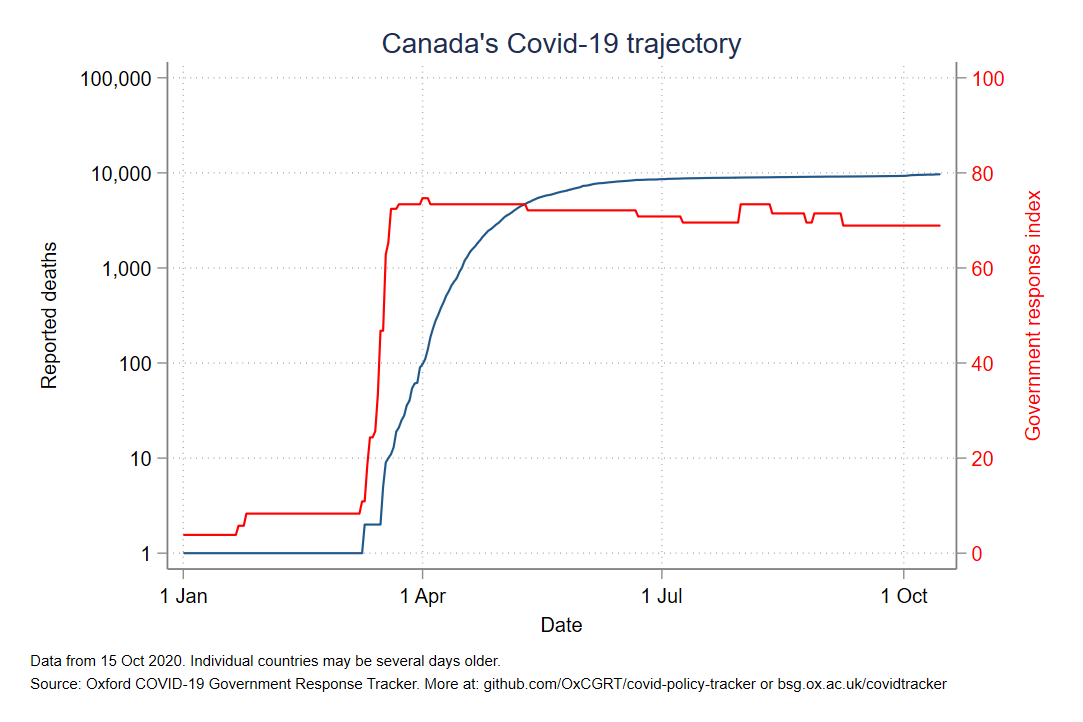 Canada's Covid-19 trajectory
100,000
10,000
1,000
100
10
1
Reported deaths
100
80
60
40
20
0
Government response index
1 Jan
1 Apr
1 Jul
1 Oct
Date
Data from 15 Oct 2020. Individual countries may be several days older.
Source: Oxford COVID-19 Government Response Tracker. More at: github.com/OxCGRT/covid-policy-tracker or bsg.ox.ac.uk/covidtracker